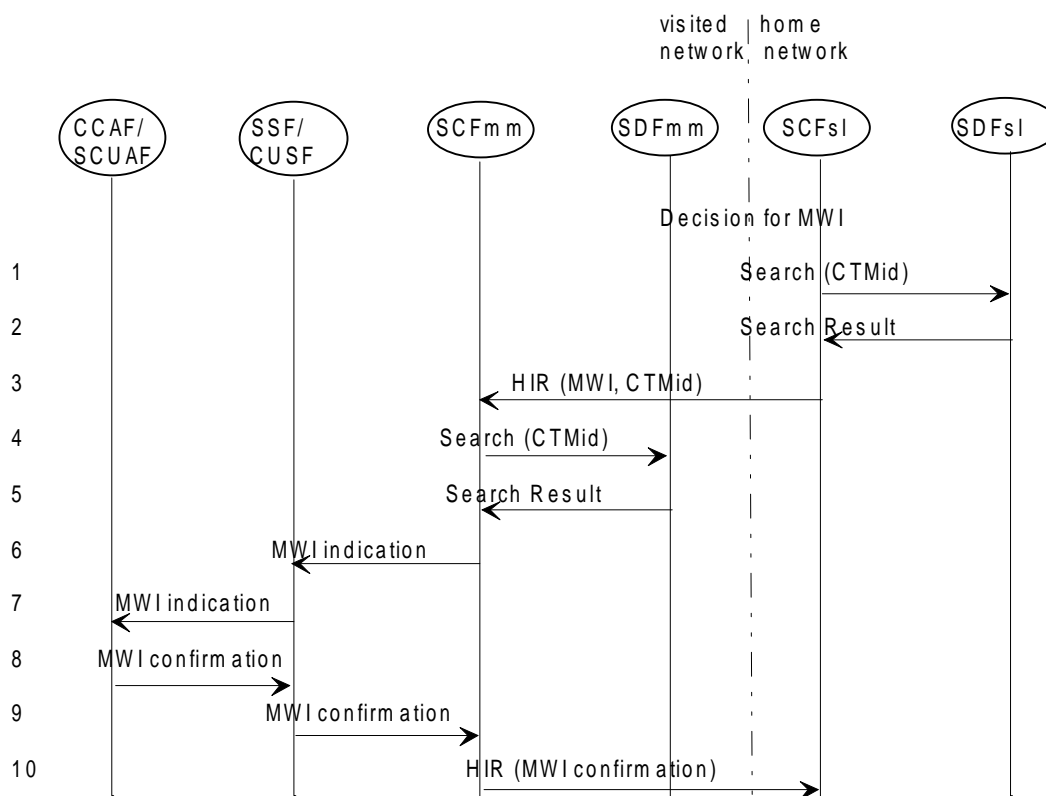 visited home
network network
CCAF/ SSF/ SCFmm SDFmm SCFsl SDFsl
SCUAF CUSF
Decision for MWI
1 Search (CTMid)
2 Search Result
3 HIR (MWI, CTMid)
4 Search (CTMid)
5 Search Result
6 MWI indication
7 MWI indication
8 MWI confirmation
9 MWI confirmation
10 HIR (MWI confirmation)